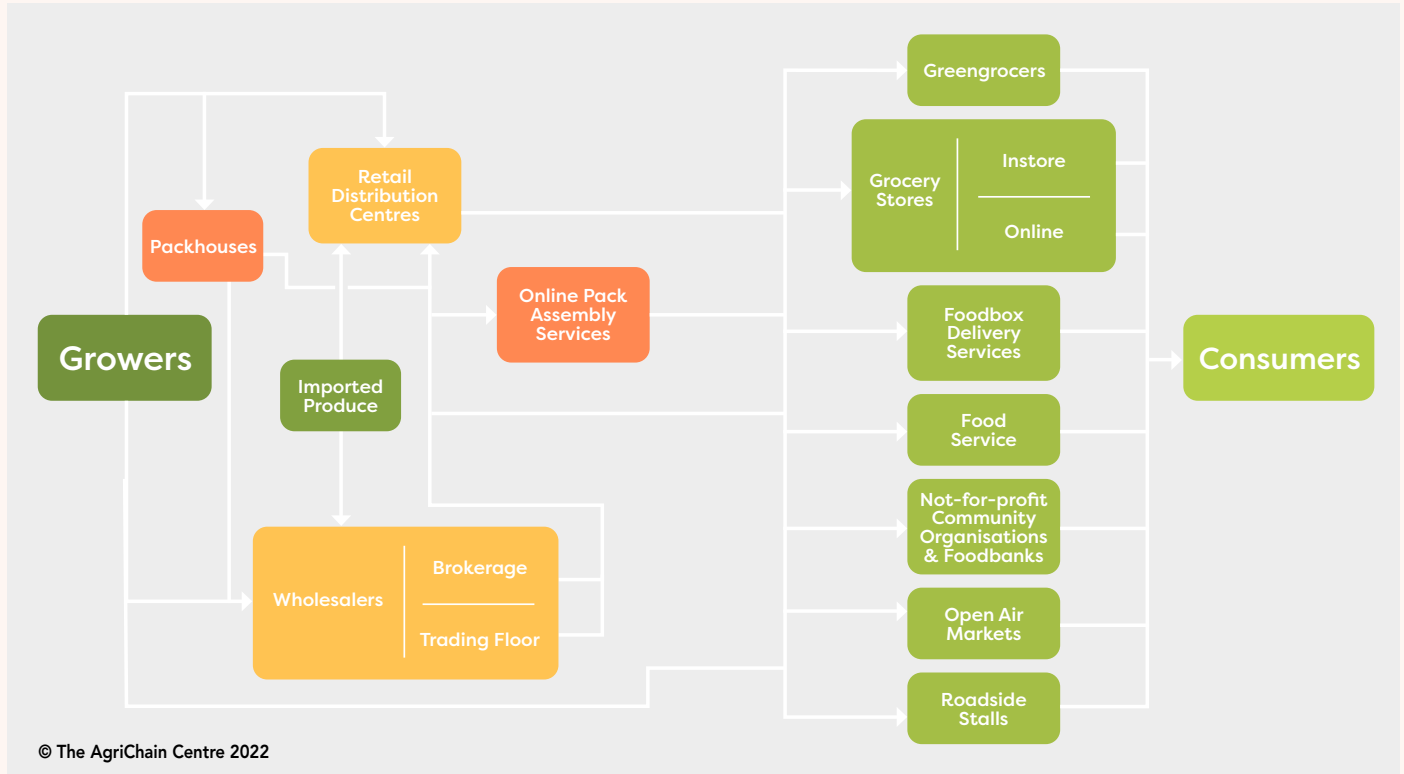 Greengrocers
Grocery
Stores
Instore
Online
Retail
Distribution
Centres
Packhouses
Online Pack
Assembly
Services
Foodbox
Delivery
Services
Growers
Imported
Produce
Consumers
Food
Service
Not-for-profit
Community
Organisations
& Foodbanks
Wholesalers
Brokerage
Trading Floor
Open Air
Markets
Roadside
Stalls
© The AgriChain Centre 2022